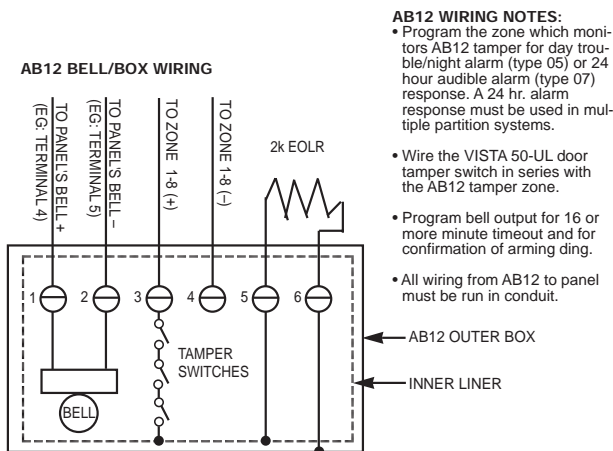 AB12 WIRING NOTES:
• Program the zone which moni-
tors AB12 tamper for day trou-
ble/night alarm (type 05) or 24
hour audible alarm (type 07)
response. A 24 hr. alarm
response must be used in mul-
tiple partition systems.
• Wire the VISTA 50-UL door
tamper switch in series with
the AB12 tamper zone.
• Program bell output for 16 or
more minute timeout and for
confirmation of arming ding.
• All wiring from AB12 to panel
must be run in conduit.
AB12 BELL/BOX WIRING
TO PANEL'S BELL +
(EG: TERMINAL 4)
TO PANEL'S BELL –
(EG: TERMINAL 5)
TO ZONE 1-8 (+)
TO ZONE 1-8 (–)
2k EOLR
1 2 3 4 5 6
TAMPER
SWITCHES
BELL
AB12 OUTER BOX
INNER LINER